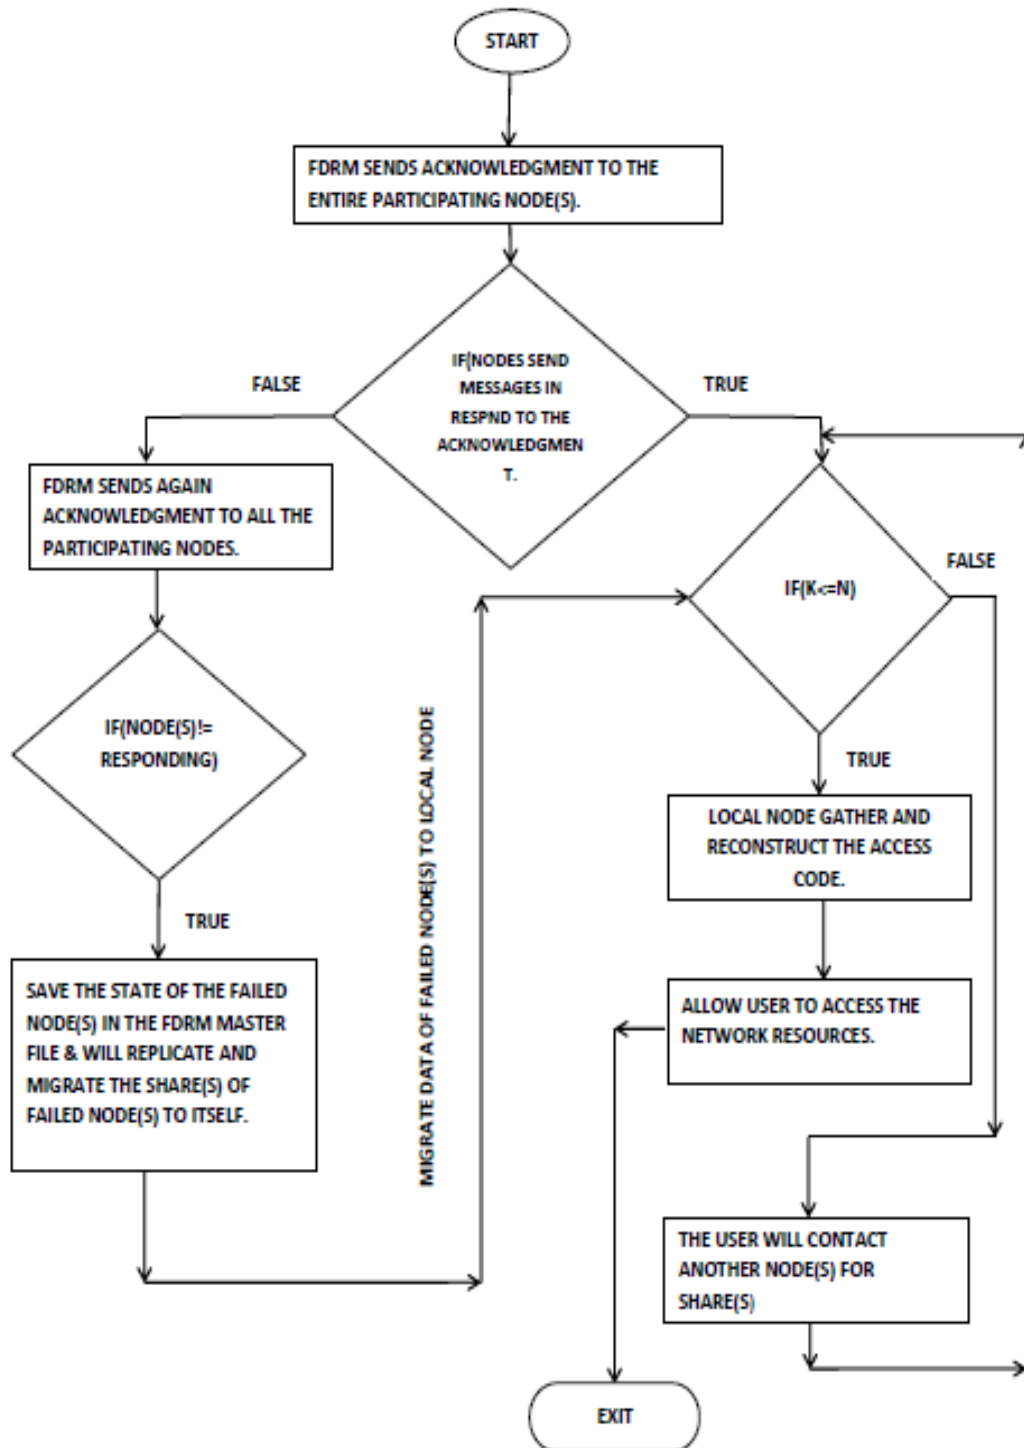 START
FDRM SENDS ACKNOWLEDGMENT TO THE
ENTIRE PARTICIPATING NODE(S).
IF(NODES SEND
MESSAGES IN
RESPND TO THE
ACKNOWLEDGMEN
T.
FALSE
TRUE
FDRM SENDS AGAIN
ACKNOWLEDGMENT TO ALL THE
PARTICIPATING NODES.
IF(K<=N)
FALSE
IF(NODE(S)!=
RESPONDING)
TRUE
MIGRATE DATA OF FAILED NODE(S) TO LOCAL NODE
TRUE
LOCAL NODE GATHER AND
RECONSTRUCT THE ACCESS
CODE.
SAVE THE STATE OF THE FAILED
NODE(S) IN THE FDRM MASTER
FILE & WILL REPLICATE AND
MIGRATE THE SHARE(S) OF
FAILED NODE(S) TO ITSELF.
ALLOW USER TO ACCESS THE
NETWORK RESOURCES.
THE USER WILL CONTACT
ANOTHER NODE(S) FOR
SHARE(S)
EXIT